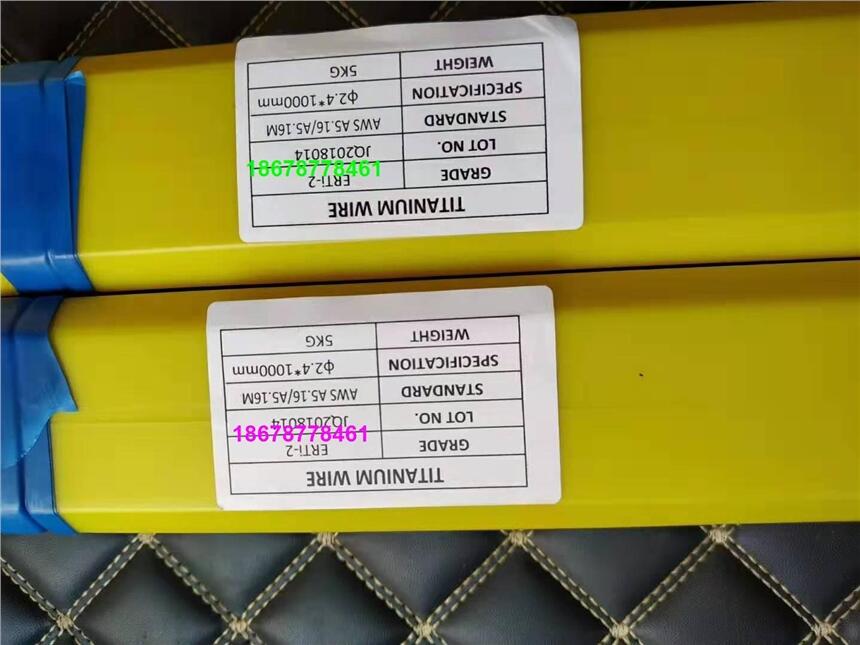 TITANIUM WIRE
GRADE ERTi-2
LOT NO. JQ2018014
STANDARD AWS A5.16/A5.16M
SPECIFICATION ф2.4*1000mm
WEIGHT 5KG
18678778461
TITANIUM WIRE
GRADE ERTi-2
LOT NO. JQ2018014
STANDARD AWS A5.16/A5.16M
SPECIFICATION ф2.4*1000mm
WEIGHT 5KG
18678778461